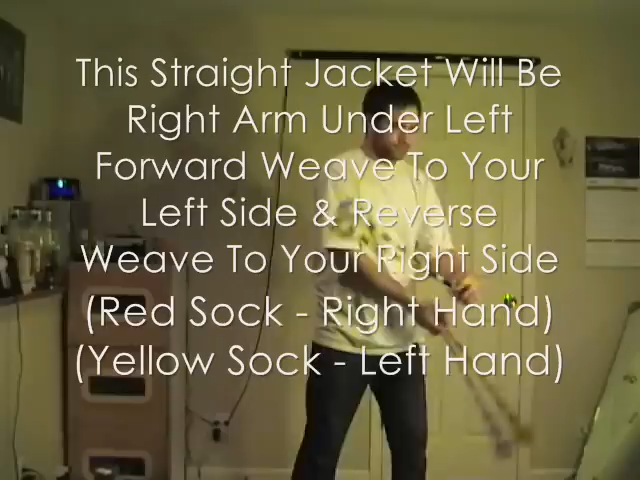 This Straight Jacket Will Be
Right Arm Under Left
Forward Weave To Your
Left Side & Reverse
Weave To Your Right Side
(Red Sock - Right Hand)
(Yellow Sock - Left Hand)